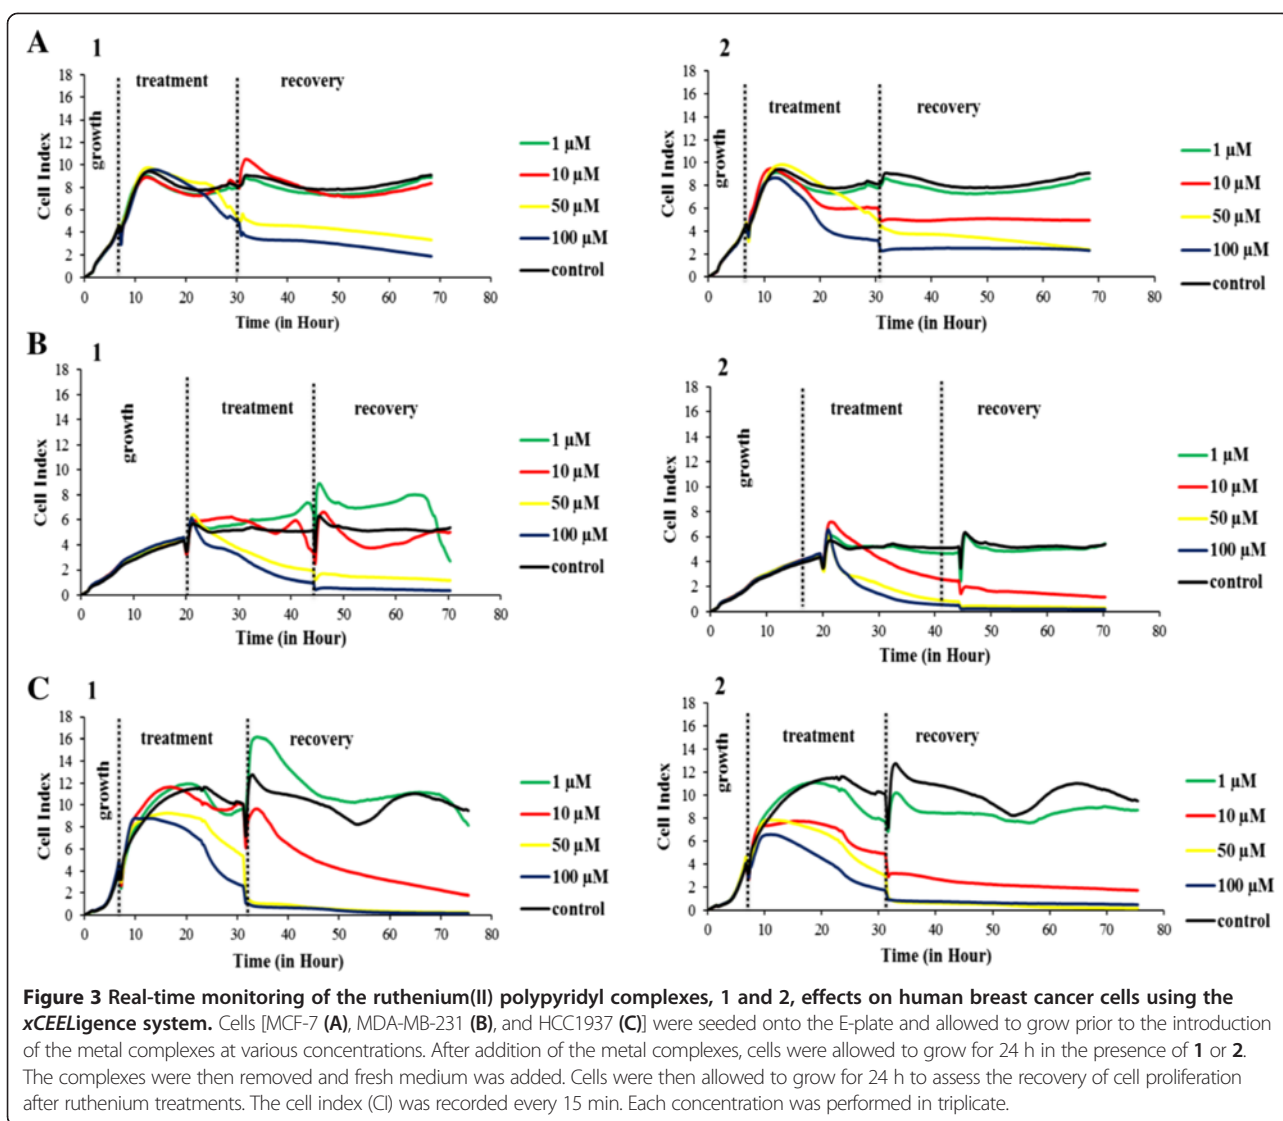 A
1
18
16
14
12
10
8
6
4
2
0
Cell Index
growth
treatment
recovery
0 10 20 30 40 50 60 70 80
Time (in Hour)
1 µM
10 µM
50 µM
100 µM
control
2
18
16
14
12
10
8
6
4
2
0
Cell Index
growth
treatment
recovery
0 10 20 30 40 50 60 70 80
Time (in Hour)
1 µM
10 µM
50 µM
100 µM
control
B
1
18
16
14
12
10
8
6
4
2
0
Cell Index
growth
treatment
recovery
0 10 20 30 40 50 60 70 80
Time (in Hour)
1 µM
10 µM
50 µM
100 µM
control
2
18
16
14
12
10
8
6
4
2
0
Cell Index
growth
treatment
recovery
0 10 20 30 40 50 60 70 80
Time (in Hour)
1 µM
10 µM
50 µM
100 µM
control
C
1
18
16
14
12
10
8
6
4
2
0
Cell Index
growth
treatment
recovery
0 10 20 30 40 50 60 70 80
Time (in Hour)
1 µM
10 µM
50 µM
100 µM
control
2
18
16
14
12
10
8
6
4
2
0
Cell Index
growth
treatment
recovery
0 10 20 30 40 50 60 70 80
Time (in Hour)
1 µM
10 µM
50 µM
100 µM
control
Figure 3 Real-time monitoring of the ruthenium(II) polypyridyl complexes, 1 and 2, effects on human breast cancer cells using the
xCEELigence system. Cells [MCF-7 (A), MDA-MB-231 (B), and HCC1937 (C)] were seeded onto the E-plate and allowed to grow prior to the introduction
of the metal complexes at various concentrations. After addition of the metal complexes, cells were allowed to grow for 24 h in the presence of 1 or 2.
The complexes were then removed and fresh medium was added. Cells were then allowed to grow for 24 h to assess the recovery of cell proliferation
after ruthenium treatments. The cell index (CI) was recorded every 15 min. Each concentration was performed in triplicate.